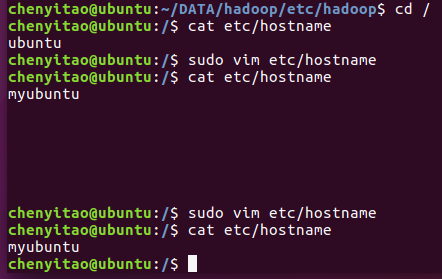 chenyitao@ubuntu:~/DATA/hadoop/etc/hadoop$ cd /
chenyitao@ubuntu:/$ cat etc/hostname
ubuntu
chenyitao@ubuntu:/$ sudo vim etc/hostname
chenyitao@ubuntu:/$ cat etc/hostname
myubuntu
chenyitao@ubuntu:/$ sudo vim etc/hostname
chenyitao@ubuntu:/$ cat etc/hostname
myubuntu
chenyitao@ubuntu:/$